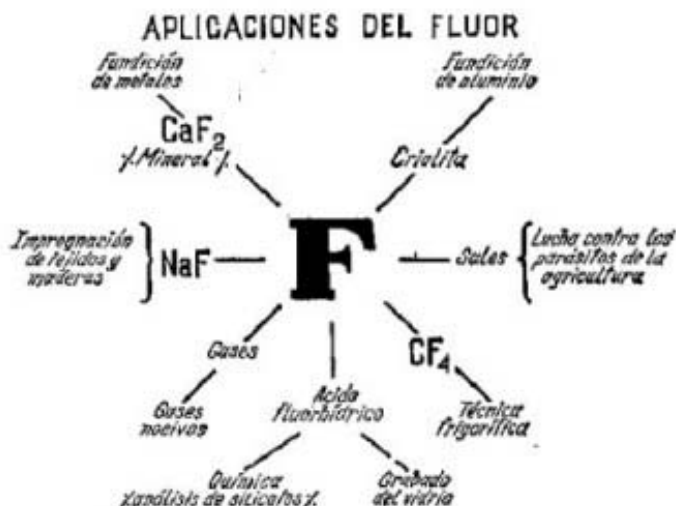 APLICACIONES DEL FLUOR
Fundición
de metales
Fundición
de aluminio
CaF₂
⁒Mineral⁒
Criolita
Impregnación
de tejidos y
maderas
NaF
F
Sales
Lucha contra los
parásitos de la
agricultura
Gases
CF₄
Gases
nocivos
Acido
fluorhídrico
Técnica
frigorífica
Química
⁒análisis de silicatos⁒
Grabado
del vidrio